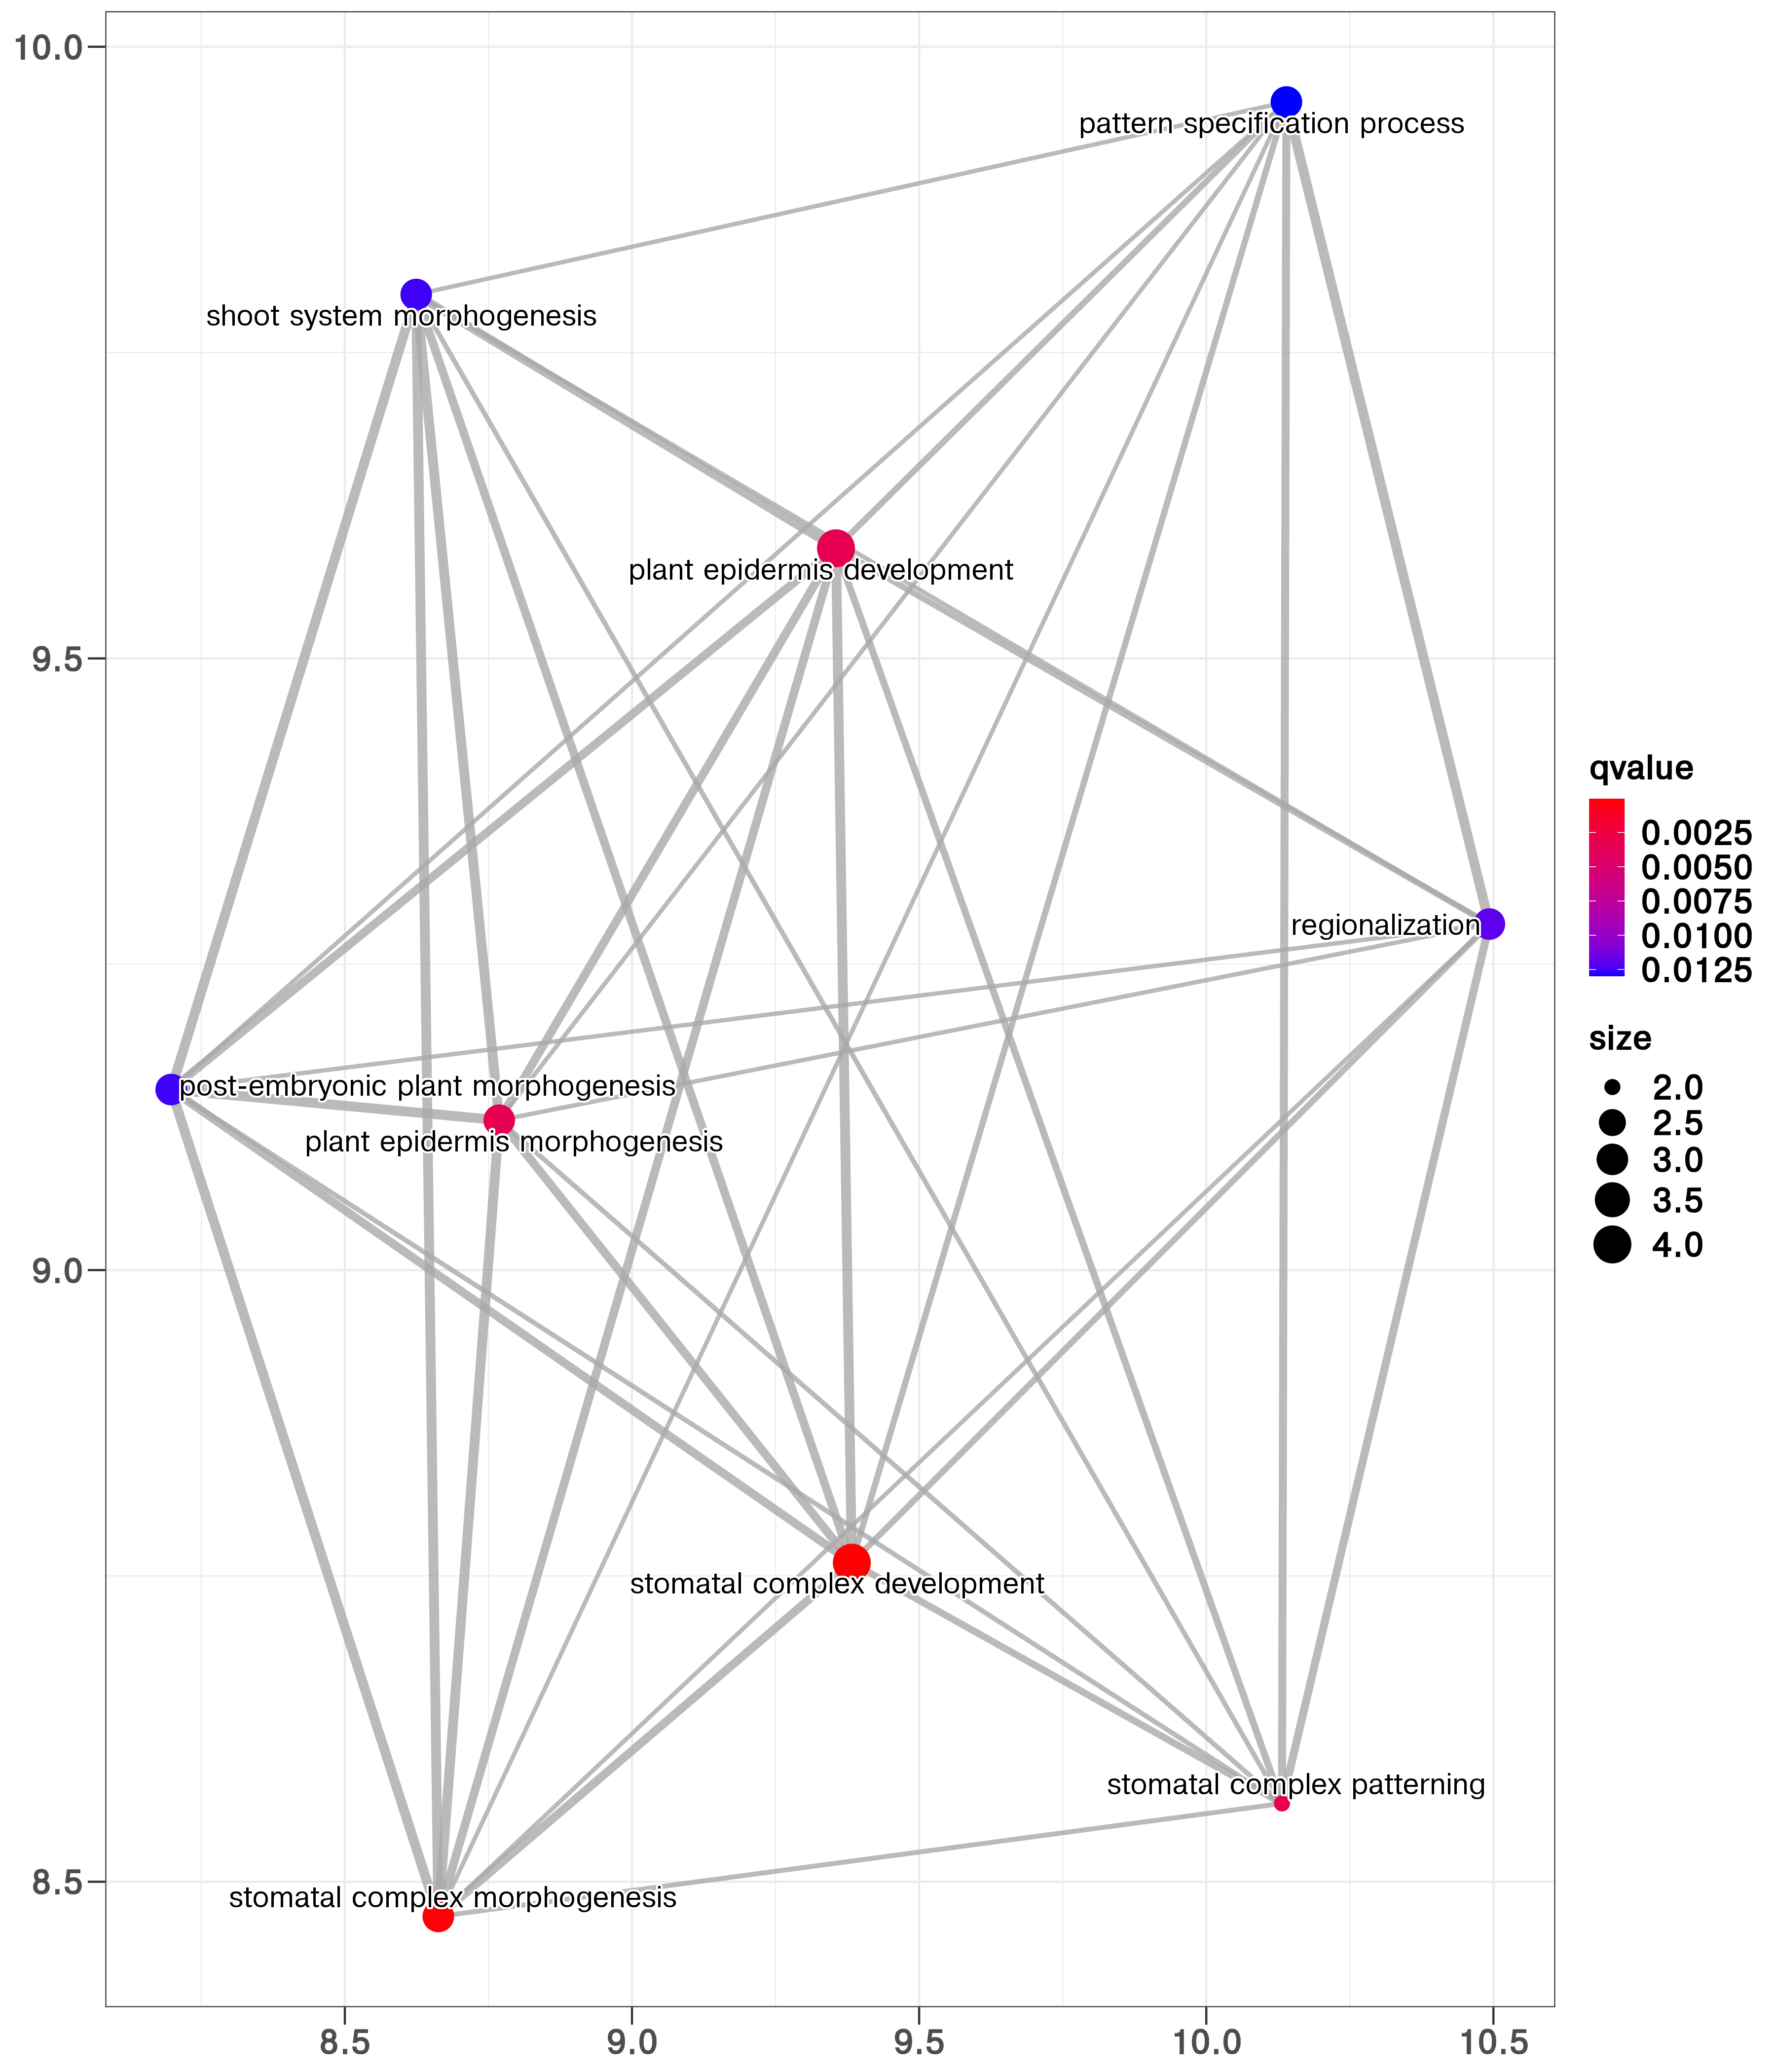 10.0
pattern specification process
shoot system morphogenesis
plant epidermis development
9.5
qvalue
0.0025
0.0050
0.0075
0.0100
0.0125
regionalization
size
2.0
2.5
3.0
3.5
4.0
post-embryonic plant morphogenesis
plant epidermis morphogenesis
9.0
stomatal complex development
stomatal complex patterning
8.5
stomatal complex morphogenesis
8.5 9.0 9.5 10.0 10.5